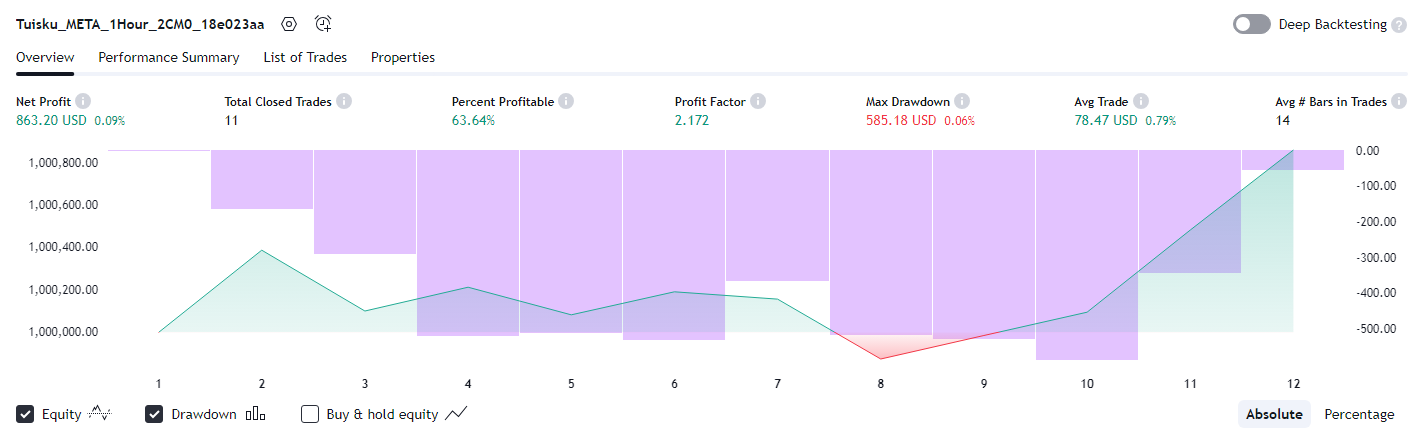 Tuisku_META_1Hour_2CM0_18e023aa
Deep Backtesting ?
Overview Performance Summary List of Trades Properties
Net Profit i Total Closed Trades i Percent Profitable i Profit Factor i Max Drawdown i Avg Trade i Avg # Bars in Trades i
863.20 USD 0.09% 11 63.64% 2.172 585.18 USD 0.06% 78.47 USD 0.79% 14
1,000,800.00
1,000,600.00
1,000,400.00
1,000,200.00
1,000,000.00
0.00
-100.00
-200.00
-300.00
-400.00
-500.00
1 2 3 4 5 6 7 8 9 10 11 12
Equity Drawdown Buy & hold equity Absolute Percentage